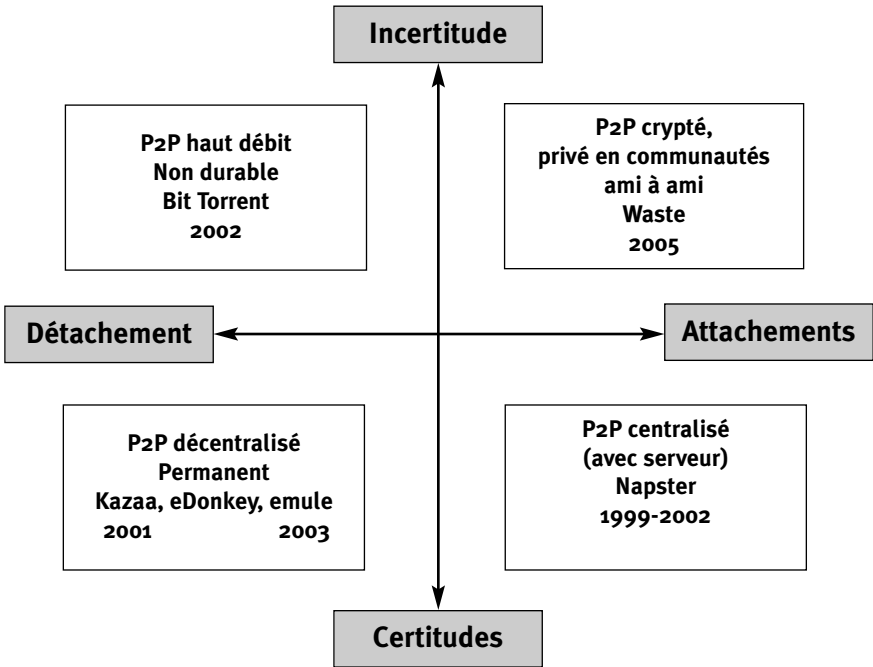 Incertitude
P2P haut débit
Non durable
Bit Torrent
2002
P2P crypté,
privé en communautés
ami à ami
Waste
2005
Détachement
Attachements
P2P décentralisé
Permanent
Kazaa, eDonkey, emule
2001 2003
P2P centralisé
(avec serveur)
Napster
1999-2002
Certitudes